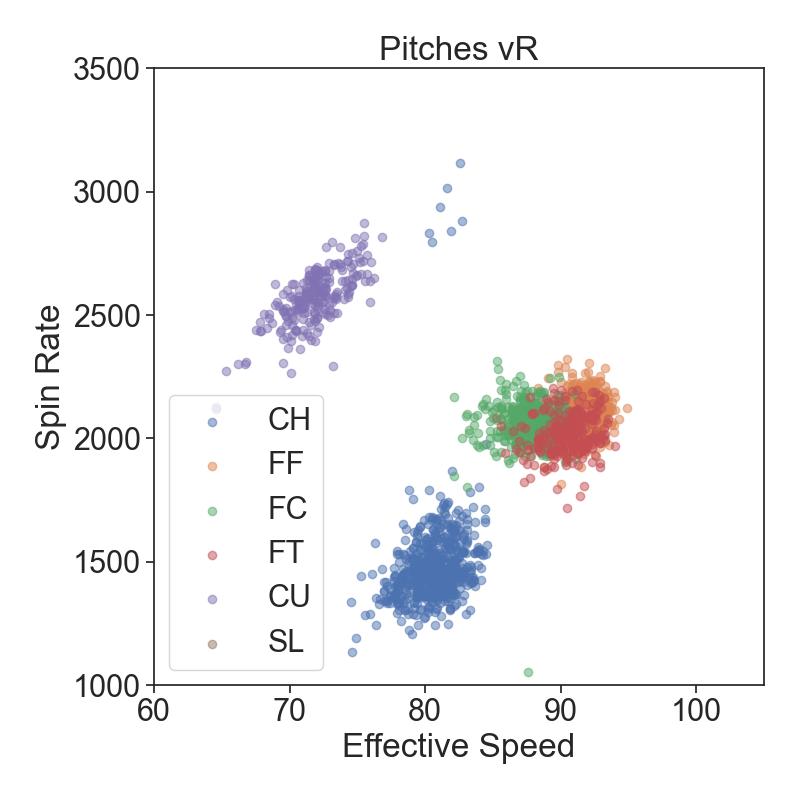 Pitches vR
3500
3000
2500
2000
1500
1000
Spin Rate
CH
FF
FC
FT
CU
SL
60 70 80 90 100
Effective Speed